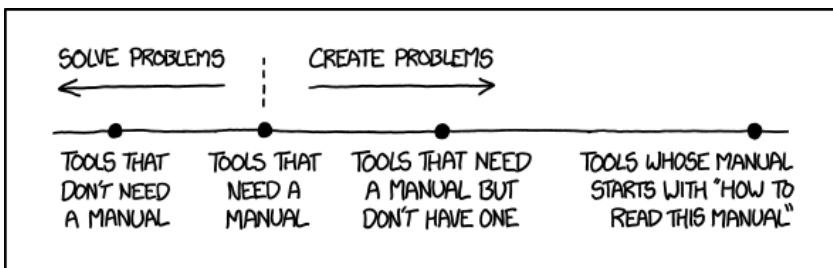 SOLVE PROBLEMS
CREATE PROBLEMS
TOOLS THAT
DON'T NEED
A MANUAL
TOOLS THAT
NEED A
MANUAL
TOOLS THAT NEED
A MANUAL BUT
DON'T HAVE ONE
TOOLS WHOSE MANUAL
STARTS WITH "HOW TO
READ THIS MANUAL"